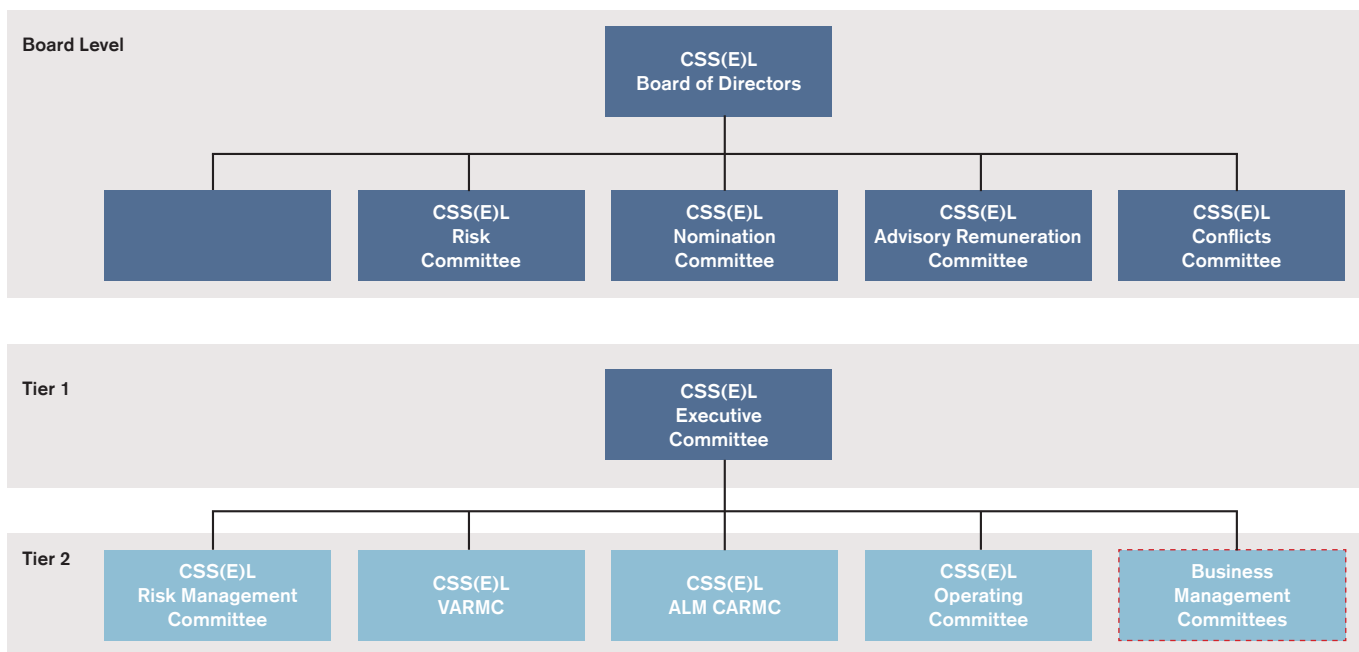 Board Level
CSS(E)L
Board of Directors
CSS(E)L
Risk
Committee
CSS(E)L
Nomination
Committee
CSS(E)L
Advisory Remuneration
Committee
CSS(E)L
Conflicts
Committee
Tier 1
CSS(E)L
Executive
Committee
Tier 2
CSS(E)L
Risk Management
Committee
CSS(E)L
VARMC
CSS(E)L
ALM CARMC
CSS(E)L
Operating
Committee
Business
Management
Committees